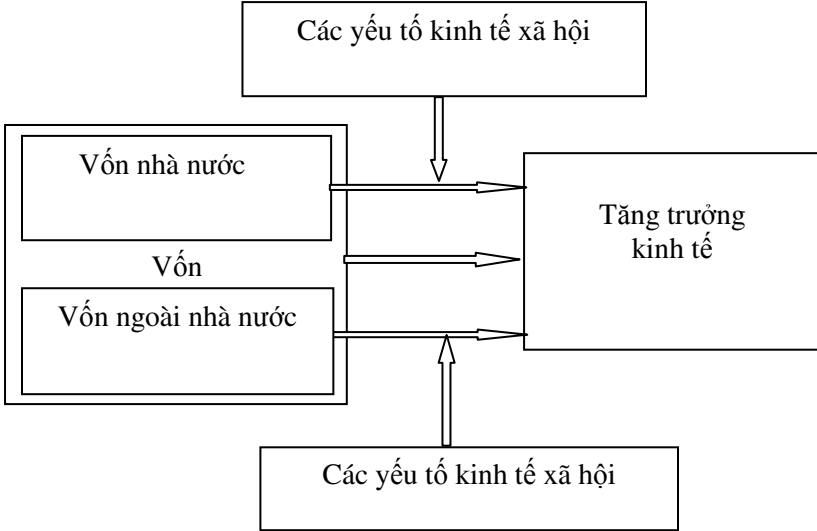 Các yếu tố kinh tế xã hội
Vốn nhà nước
Vốn
Vốn ngoài nhà nước
Tăng trưởng
kinh tế
Các yếu tố kinh tế xã hội